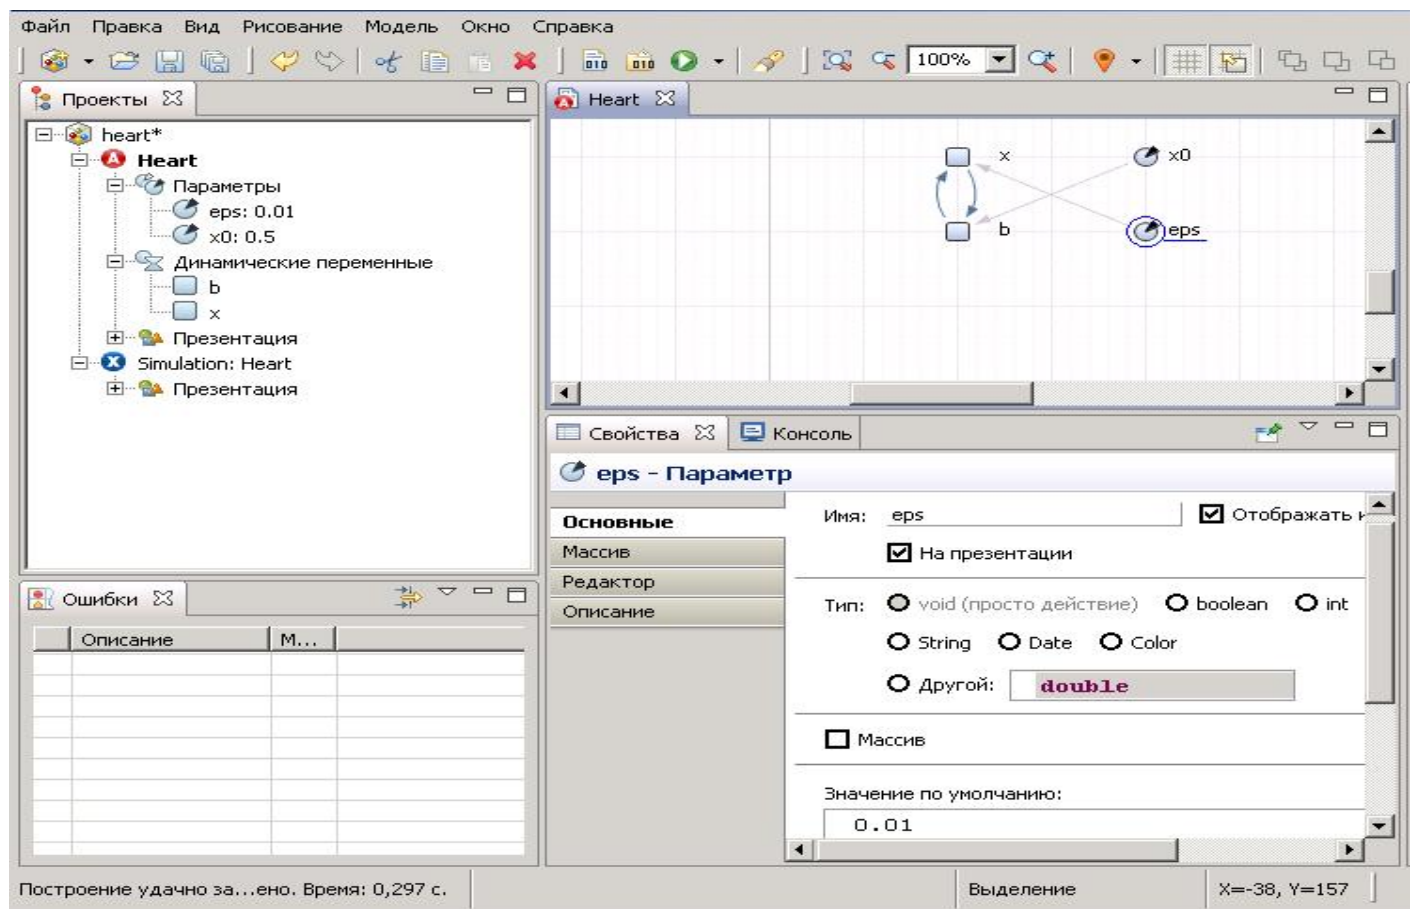 Файл Правка Вид Рисование Модель Окно Справка
100%
Проекты
heart*
Heart
Параметры
eps: 0.01
x0: 0.5
Динамические переменные
b
x
Презентация
Simulation: Heart
Презентация
Ошибки
Описание М...
Heart
x x0
b eps
Свойства Консоль
eps - Параметр
Основные
Массив
Редактор
Описание
Имя: eps Отображать
На презентации
Тип: void (просто действие) boolean int
String Date Color
Другой: double
Массив
Значение по умолчанию:
0.01
Построение удачно за...ено. Время: 0,297 с. Выделение X=-38, Y=157